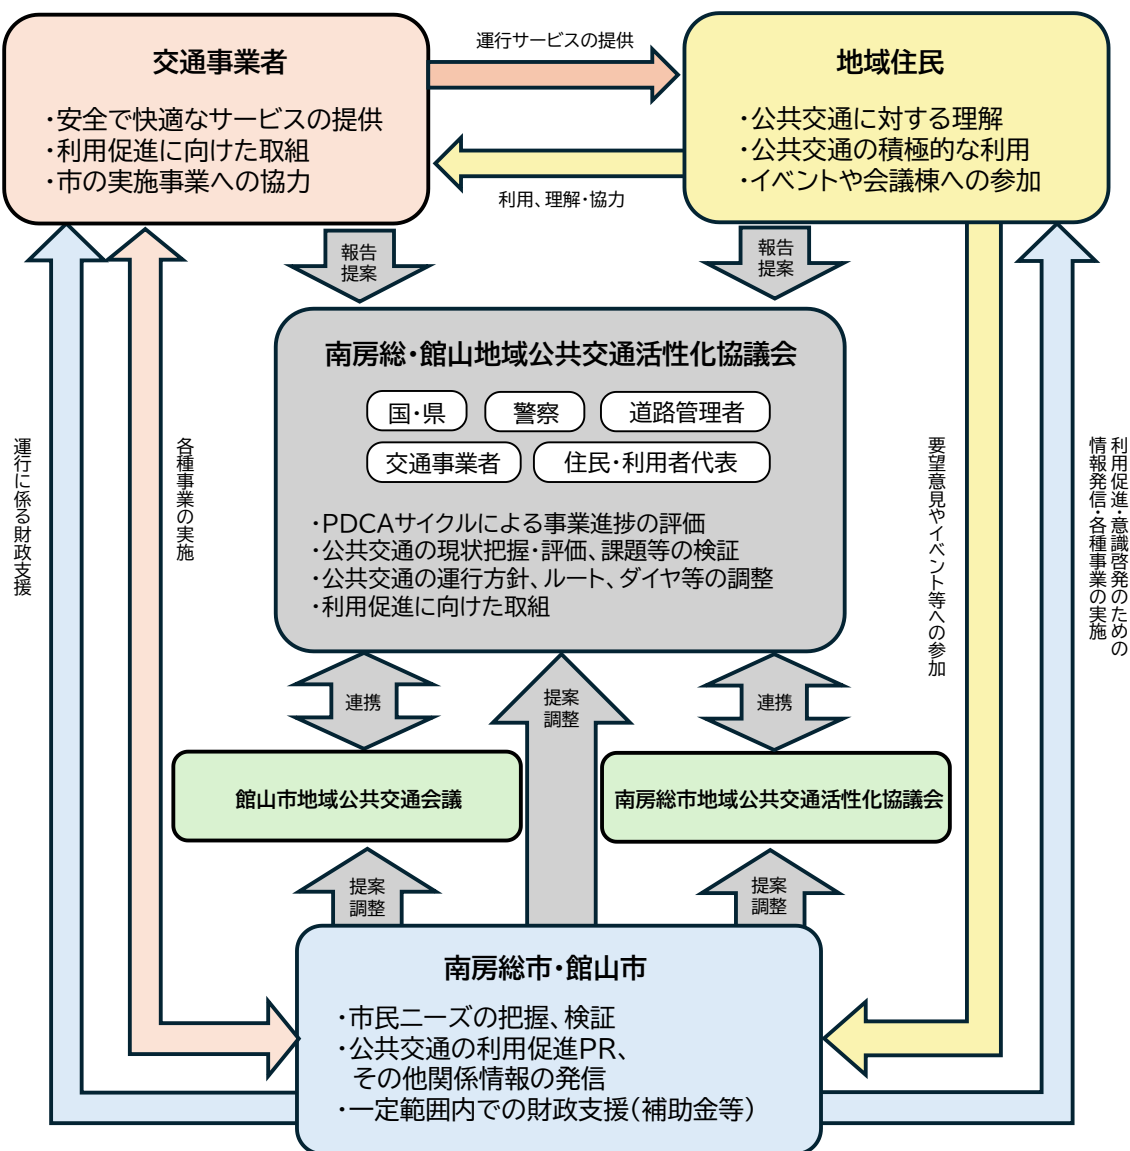 運行サービスの提供
交通事業者
・安全で快適なサービスの提供
・利用促進に向けた取組
・市の実施事業への協力
地域住民
・公共交通に対する理解
・公共交通の積極的な利用
・イベントや会議棟への参加
利用、理解・協力
報告
提案
報告
提案
南房総・館山地域公共交通活性化協議会
国・県
警察
道路管理者
交通事業者
住民・利用者代表
・PDCAサイクルによる事業進捗の評価
・公共交通の現状把握・評価、課題等の検証
・公共交通の運行方針、ルート、ダイヤ等の調整
・利用促進に向けた取組
運行に係る財政支援
各種事業の実施
要望意見やイベント等への参加
利用促進・意識啓発のための
情報発信・各種事業の実施
連携
提案
調整
連携
館山市地域公共交通会議
南房総市地域公共交通活性化協議会
提案
調整
提案
調整
南房総市・館山市
・市民ニーズの把握、検証
・公共交通の利用促進PR、
その他関係情報の発信
・一定範囲内での財政支援(補助金等)